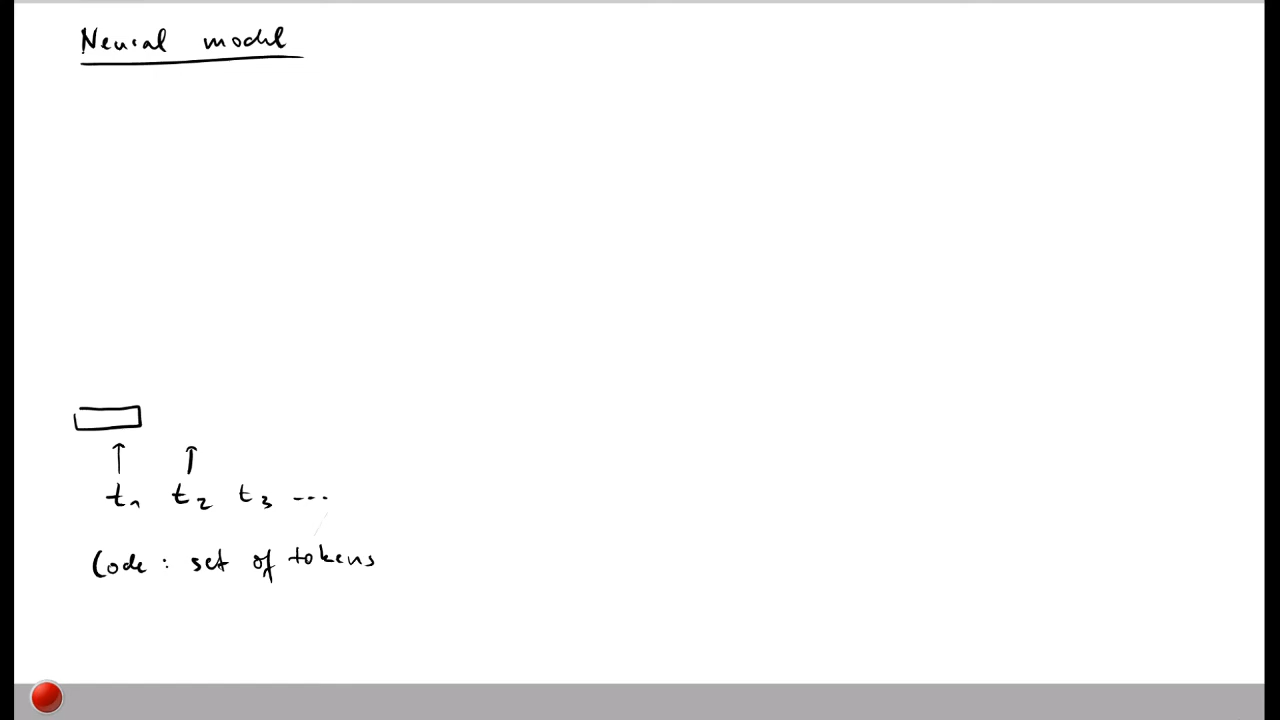 Neural model
t₁ t₂ t₃ ...
Code: set of tokens